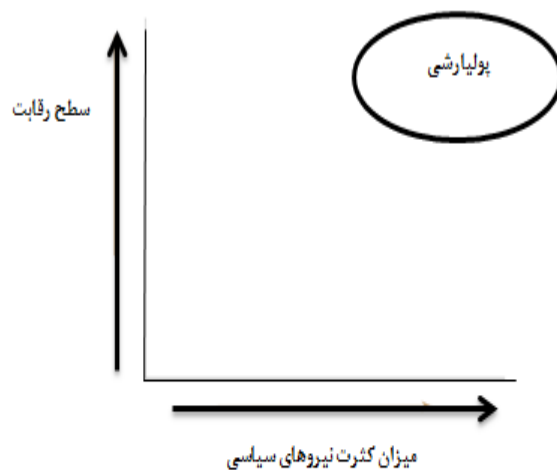 پولیارشی
سطح رقابت
میزان کثرت نیروهای سیاسی